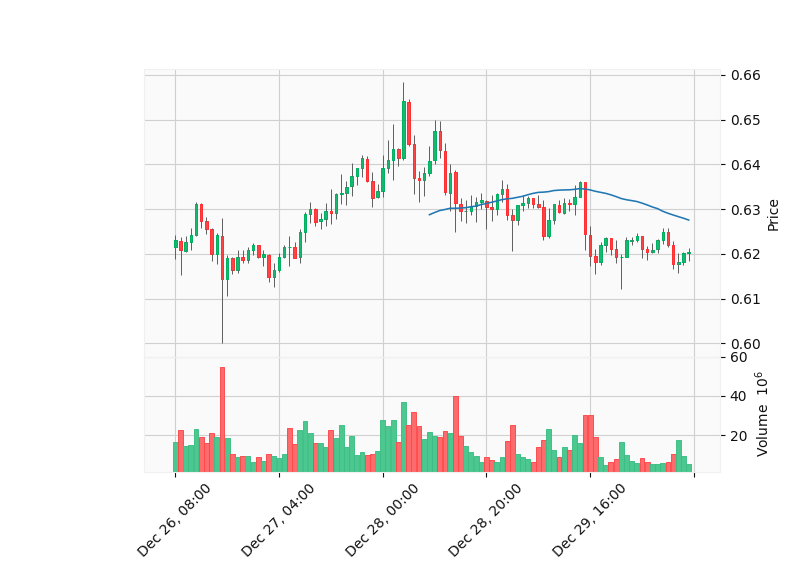 0.66
0.65
0.64
0.63
0.62
0.61
0.60
Price
60
40
20
Volume 10⁶
Dec 26, 08:00
Dec 27, 04:00
Dec 28, 00:00
Dec 28, 20:00
Dec 29, 16:00